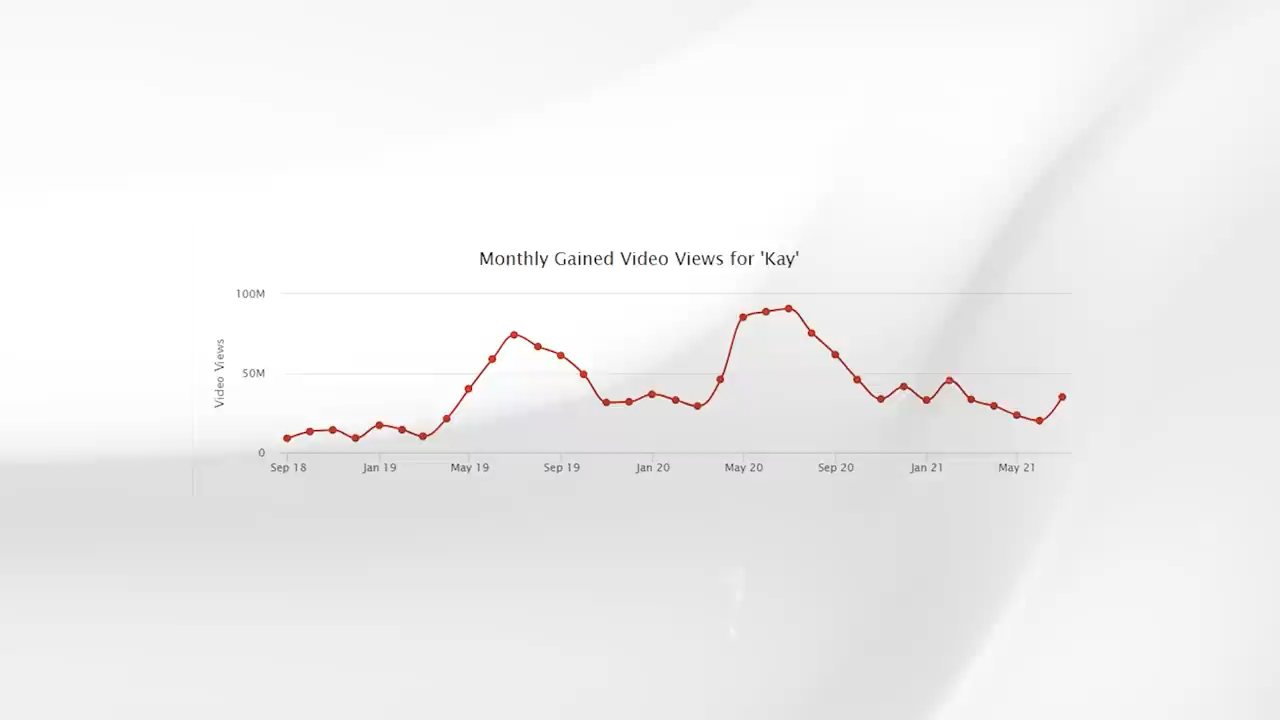 Monthly Gained Video Views for 'Kay'
100M
50M
0
Video Views
Sep 18 Jan 19 May 19 Sep 19 Jan 20 May 20 Sep 20 Jan 21 May 21